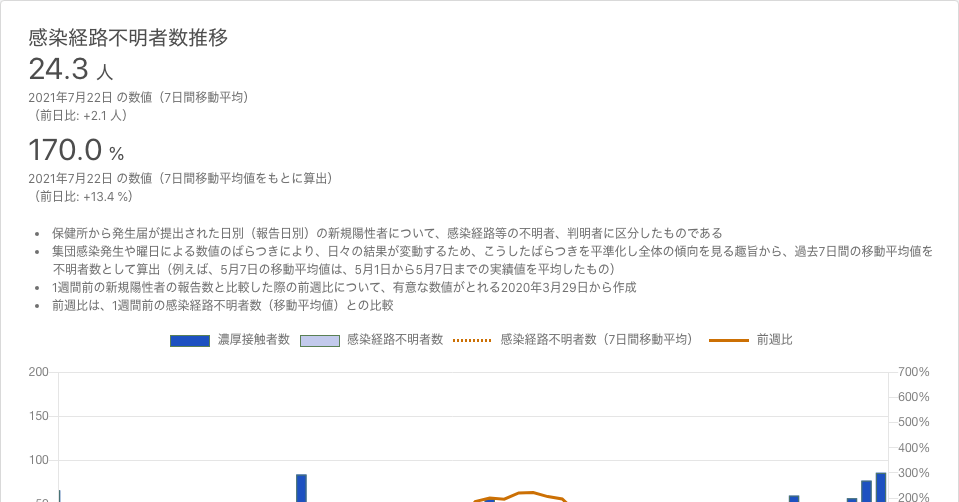 感染経路不明者数推移
24.3 人
2021年7月22日 の数値（7日間移動平均）
（前日比: +2.1 人）
170.0 %
2021年7月22日 の数値（7日間移動平均値をもとに算出）
（前日比: +13.4 %）
• 保健所から発生届が提出された日別（報告日別）の新規陽性者について、感染経路等の不明者、判明者に区分したものである
• 集団感染発生や曜日による数値のばらつきにより、日々の結果が変動するため、こうしたばらつきを平準化し全体の傾向を見る趣旨から、過去7日間の移動平均値を
不明者数として算出（例えば、5月7日の移動平均値は、5月1日から5月7日までの実績値を平均したもの）
• 1週間前の新規陽性者の報告数と比較した際の前週比について、有意な数値がとれる2020年3月29日から作成
• 前週比は、1週間前の感染経路不明者数（移動平均値）との比較
濃厚接触者数 感染経路不明者数 感染経路不明者数（7日間移動平均） 前週比
200 700%
600%
150 500%
400%
100 300%
200%